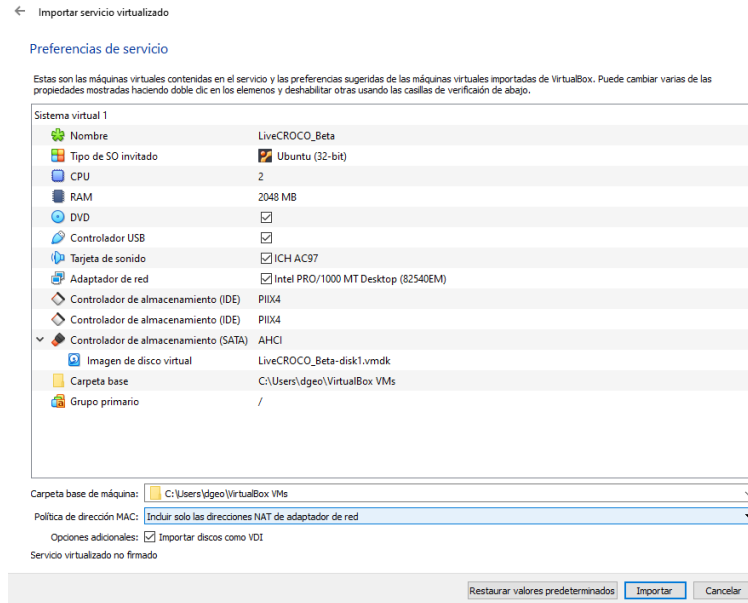 Importar servicio virtualizado
Preferencias de servicio
Estas son las máquinas virtuales contenidas en el servicio y las preferencias sugeridas de las máquinas virtuales importadas de VirtualBox. Puede cambiar varias de las
propiedades mostradas haciendo doble clic en los elemenos y deshabilitar otras usando las casillas de verificaión de abajo.
Sistema virtual 1
Nombre LiveCROCO_Beta
Tipo de SO invitado Ubuntu (32-bit)
CPU 2
RAM 2048 MB
DVD
Controlador USB
Tarjeta de sonido ICH AC97
Adaptador de red Intel PRO/1000 MT Desktop (82540EM)
Controlador de almacenamiento (IDE) PIIX4
Controlador de almacenamiento (IDE) PIIX4
Controlador de almacenamiento (SATA) AHCI
Imagen de disco virtual LiveCROCO_Beta-disk1.vmdk
Carpeta base C:\Users\dgeo\VirtualBox VMs
Grupo primario /
Carpeta base de máquina: C:\Users\dgeo\VirtualBox VMs
Política de dirección MAC: Incluir solo las direcciones NAT de adaptador de red
Opciones adicionales: Importar discos como VDI
Servicio virtualizado no firmado
Restaurar valores predeterminados Importar Cancelar